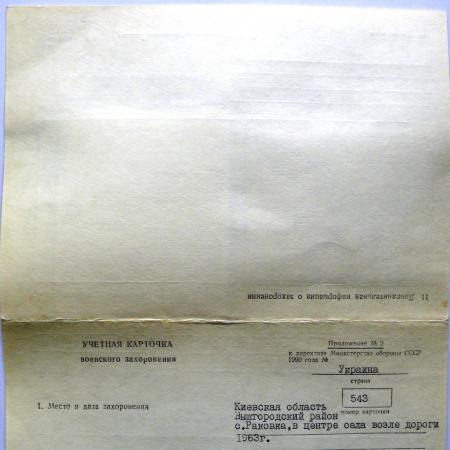 11 Дополнительная информация о захоронении
УЧЕТНАЯ КАРТОЧКА
воинского захоронения
Приложение № 2
к директиве Министерства обороны СССР
1990 года №
Украина
страна
543
номер карточки
1. Место и дата захоронения
Киевская область
Вышгородский район
с.Раковка,в центре села возле дороги
1963г.